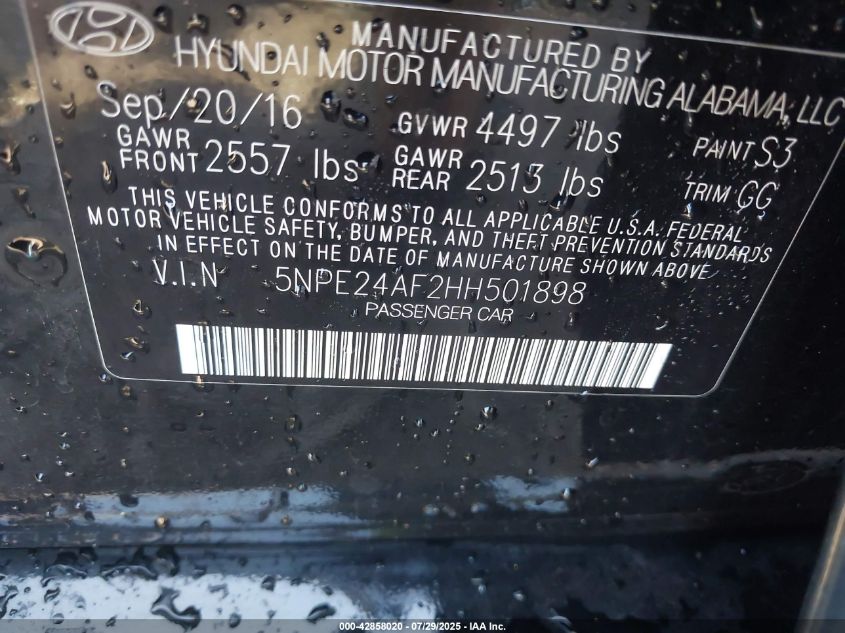 MANUFACTURED BY
HYUNDAI MOTOR MANUFACTURING ALABAMA, LLC
Sep/20/16 GVWR 4497 lbs PAINT S3
GAWR FRONT 2557 lbs GAWR REAR 2513 lbs TRIM GG
THIS VEHICLE CONFORMS TO ALL APPLICABLE U.S.A. FEDERAL
MOTOR VEHICLE SAFETY, BUMPER, AND THEFT PREVENTION STANDARDS
IN EFFECT ON THE DATE OF MANUFACTURE SHOWN ABOVE
V.I.N 5NPE24AF2HH501898
PASSENGER CAR
000-42858020 - 07/29/2025 - IAA Inc.